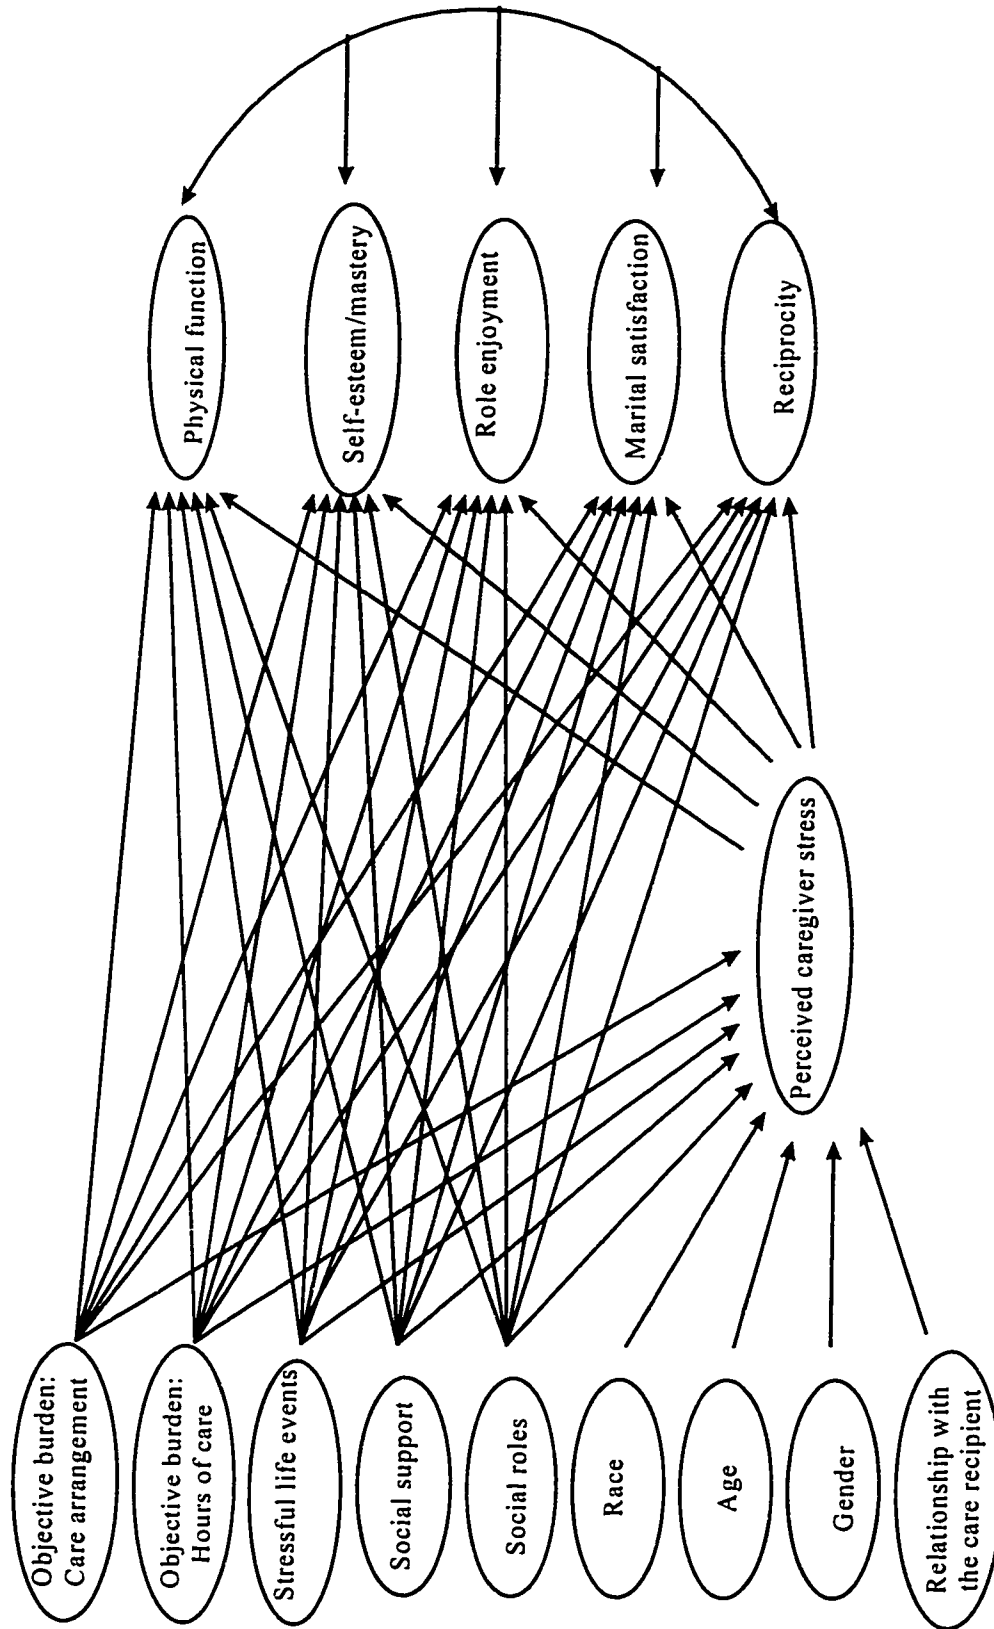 Objective burden:
Care arrangement
Objective burden:
Hours of care
Stressful life events
Social support
Social roles
Race
Age
Gender
Relationship with
the care recipient
Perceived caregiver stress
Physical function
Self-esteem/mastery
Role enjoyment
Marital satisfaction
Reciprocity